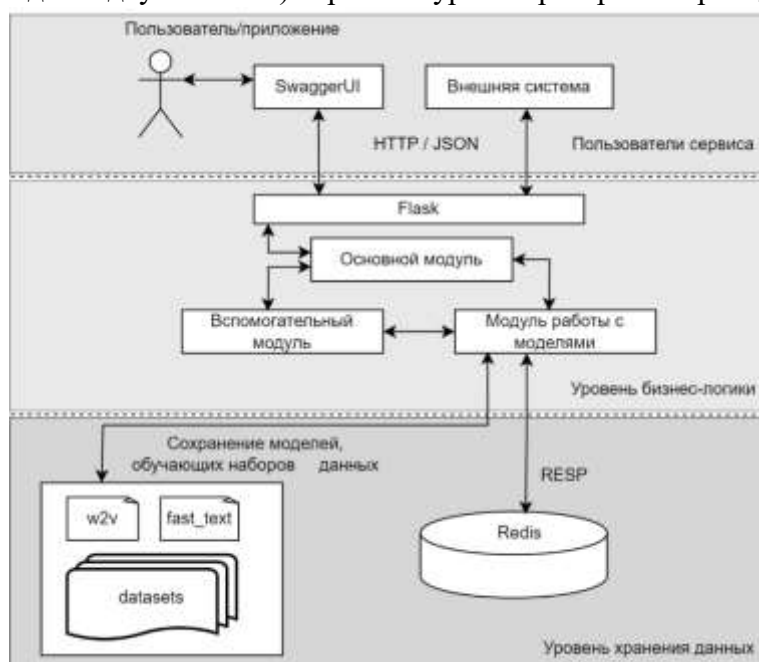 Пользователь/приложение
SwaggerUI
Внешняя система
HTTP / JSON
Пользователи сервиса
Flask
Основной модуль
Вспомогательный
модуль
Модуль работы с
моделями
Уровень бизнес-логики
Сохранение моделей,
обучающих наборов данных
RESP
w2v
fast_text
Redis
datasets
Уровень хранения данных